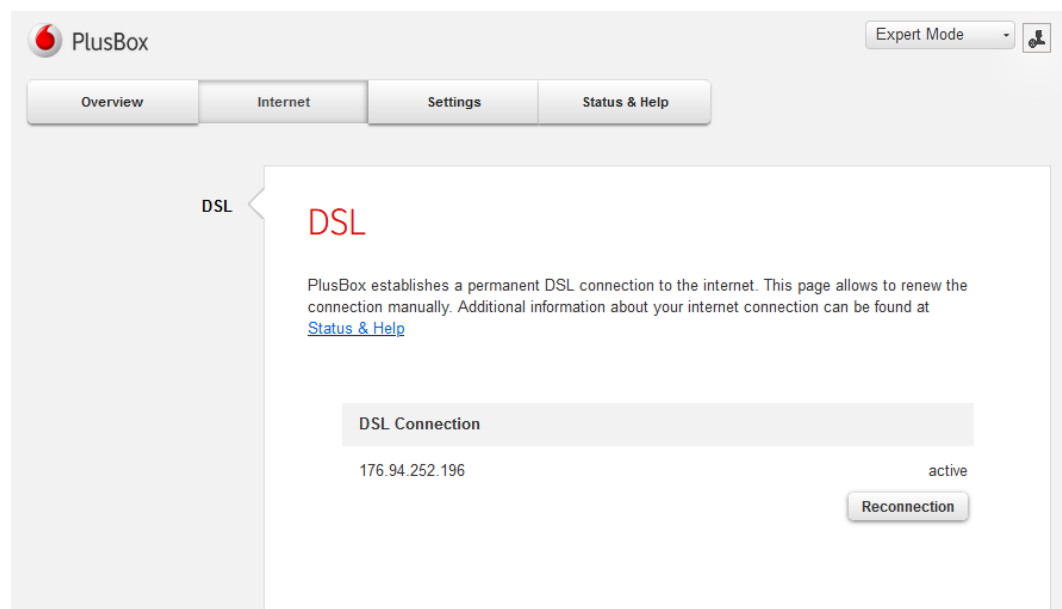 PlusBox
Expert Mode
Overview
Internet
Settings
Status & Help
DSL
DSL
PlusBox establishes a permanent DSL connection to the internet. This page allows to renew the
connection manually. Additional information about your internet connection can be found at
Status & Help
DSL Connection
176.94.252.196 active
Reconnection